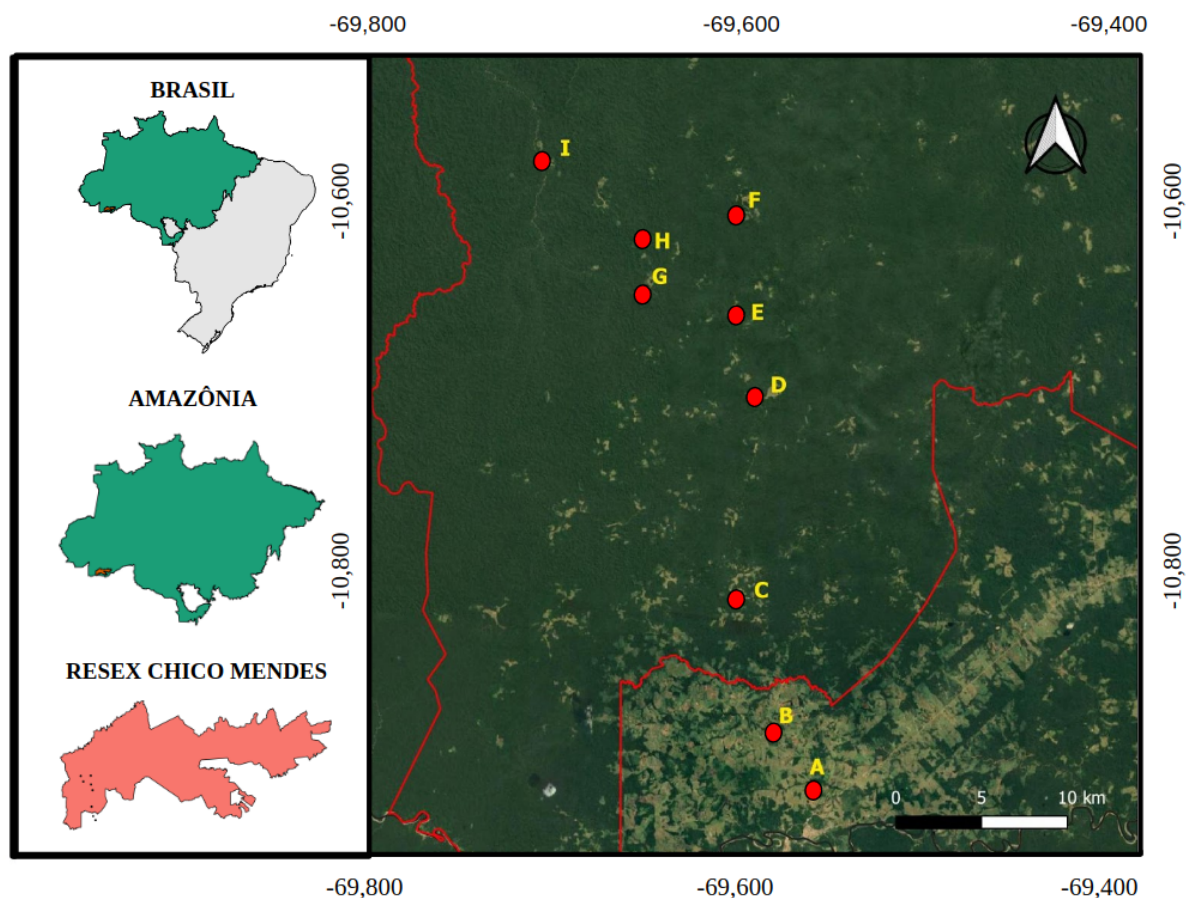 -69,800
-69,600
-69,400
BRASIL
AMAZÔNIA
RESEX CHICO MENDES
-10,600
-10,800
I
F
H
G
E
D
C
B
A
0
5
10 km
-10,600
-10,800
-69,800
-69,600
-69,400